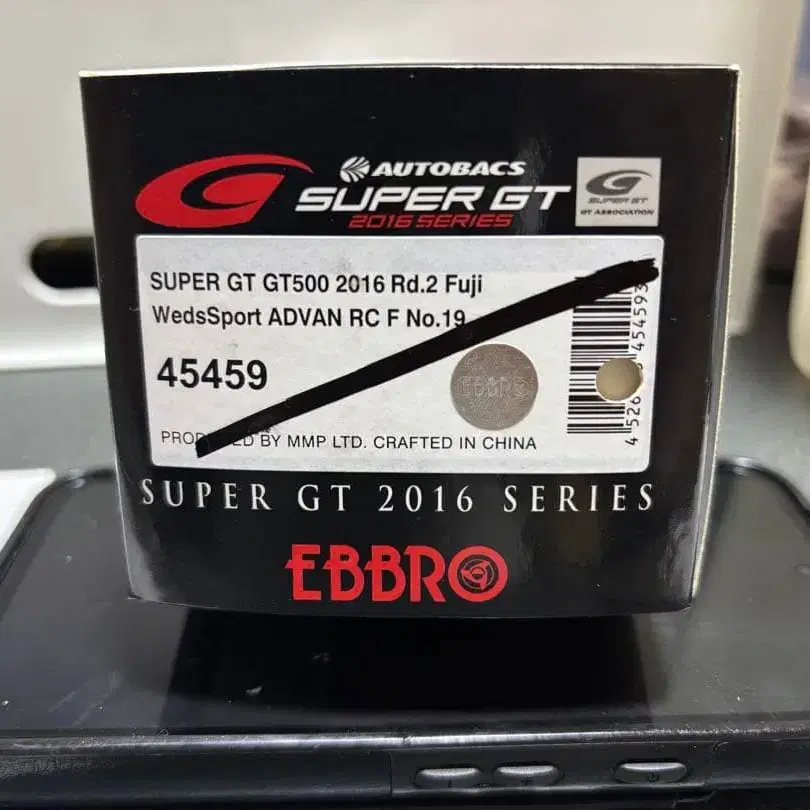 AUTOBACS
SUPER GT
2016 SERIES
SUPER GT
GT ASSOCIATION
SUPER GT GT500 2016 Rd.2 Fuji
WedsSport ADVAN RC F No.19
45459
EBBRO
BY MMP LTD. CRAFTED IN CHINA
SUPER GT 2016 SERIES
EBBRO